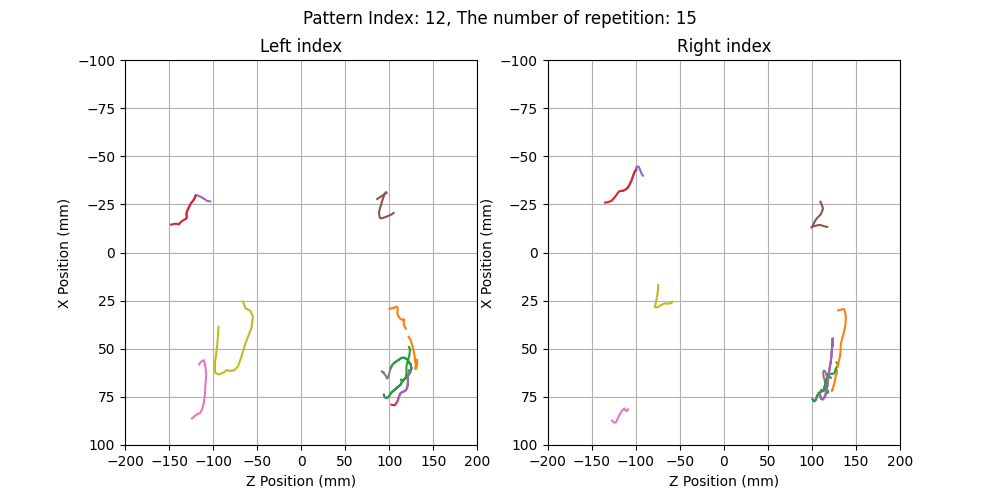 Pattern Index: 12, The number of repetition: 15
Left index
Right index
−100
−75
−50
−25
0
25
50
75
100
X Position (mm)
−200 −150 −100 −50 0 50 100 150 200
Z Position (mm)
−100
−75
−50
−25
0
25
50
75
100
X Position (mm)
−200 −150 −100 −50 0 50 100 150 200
Z Position (mm)